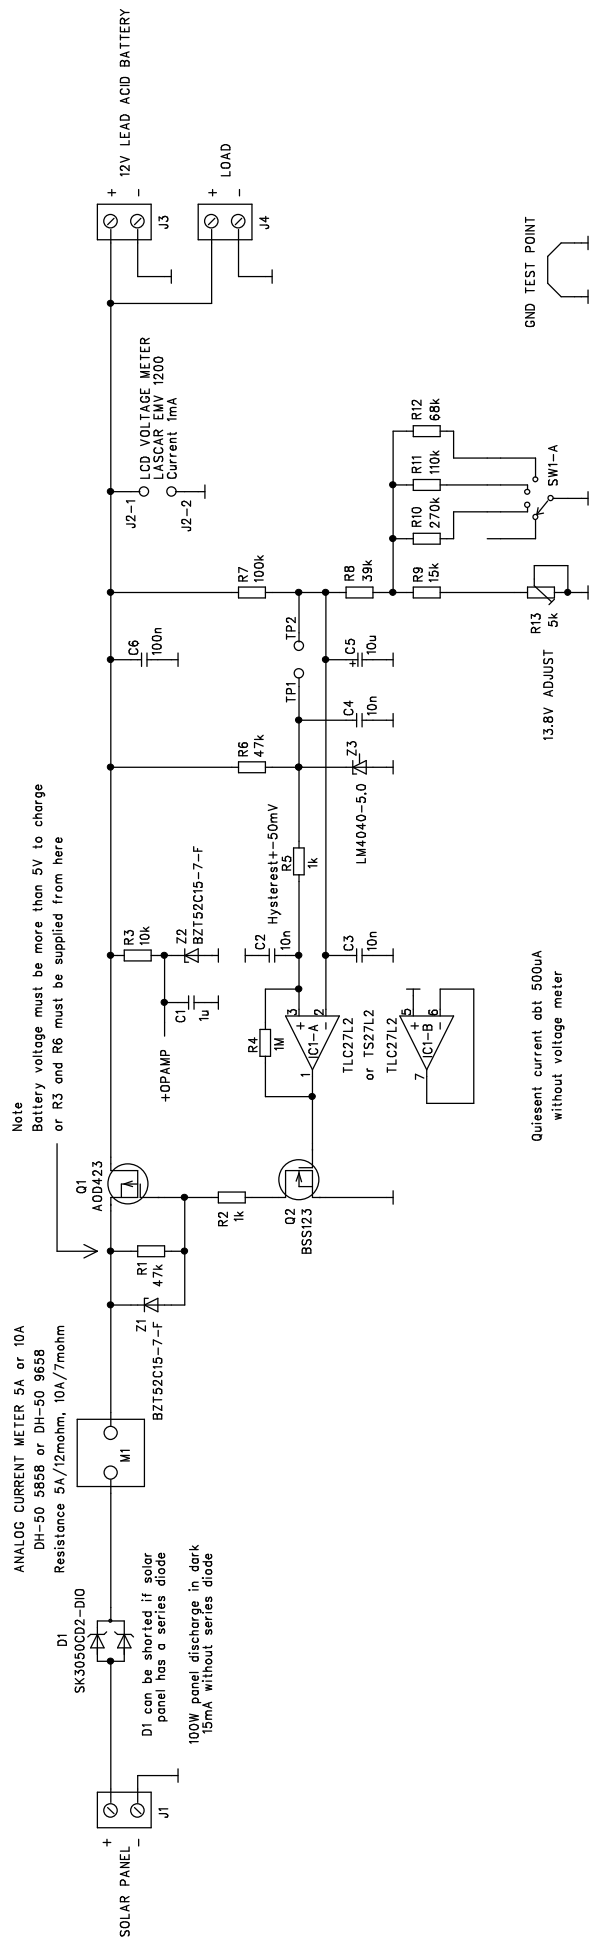 SOLAR PANEL
+
-
J1
D1
SK3050CD2-DIO
D1 can be shorted if solar
panel has a series diode
100W panel discharge in dark
15mA without series diode
ANALOG CURRENT METER 5A or 10A
DH-50 5858 or DH-50 9658
Resistance 5A/12mohm, 10A/7mohm
M1
Z1
BZT52C15-7-F
R1
47k
Note
Battery voltage must be more than 5V to charge
or R3 and R6 must be supplied from here
Q1
AOD423
R2
1k
Q2
BSS123
+OPAMP
C1
1u
R3
10k
Z2
BZT52C15-7-F
R4
1M
C2
10n
Hysterest+-50mV
R5
1k
1
3
+
2
-
IC1-A
TLC27L2
or TS27L2
C3
10n
TLC27L2
7
5
+
6
-
IC1-B
Quiesent current abt 500uA
without voltage meter
R6
47k
Z3
LM4040-5.0
C4
10n
TP1
TP2
C5
+
10u
C6
100n
R7
100k
R8
39k
R9
15k
R13
5k
13.8V ADJUST
R10
270k
R11
110k
R12
68k
SW1-A
J2-1
J2-2
LCD VOLTAGE METER
LASCAR EMV 1200
Current 1mA
J3
+
-
12V LEAD ACID BATTERY
J4
+
-
LOAD
GND TEST POINT